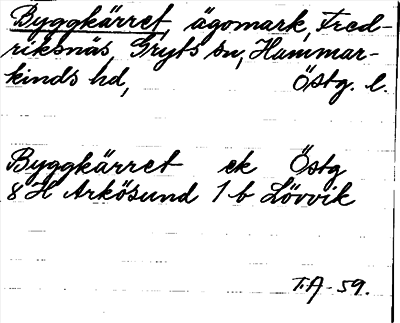 Byggkärret, ägomark, Fred-
riksnäs Gryts sn, Hammar-
kinds hd, Östg. l.
Byggkärret ek Östg
8 H Arkösund 1 b Lövvik
T.A-59.